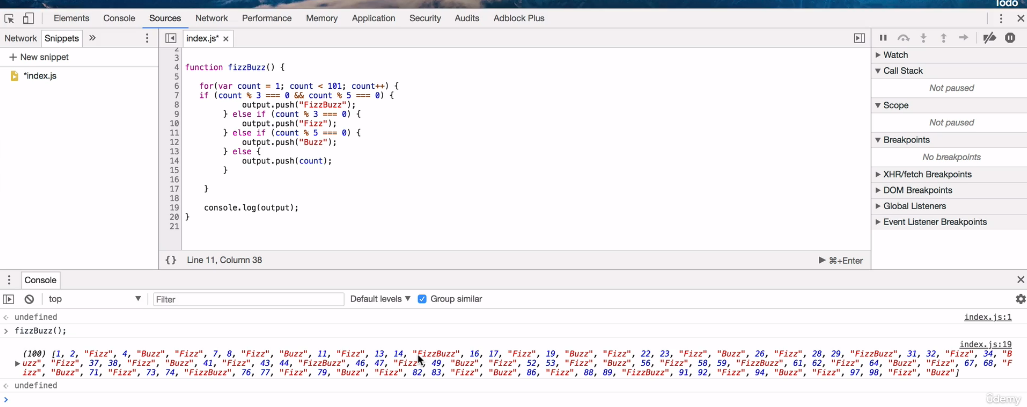 Todo
Elements Console Sources Network Performance Memory Application Security Audits Adblock Plus
Network Snippets » index.js* ×
+ New snippet
*index.js
2
3
4 function fizzBuzz() {
5
6 for(var count = 1; count < 101; count++) {
7 if (count % 3 === 0 && count % 5 === 0) {
8 output.push("FizzBuzz");
9 } else if (count % 3 === 0) {
10 output.push("Fizz");
11 } else if (count % 5 === 0) {
12 output.push("Buzz");
13 } else {
14 output.push(count);
15 }
16
17 }
18
19 console.log(output);
20 }
21
{} Line 11, Column 38 ⌘+Enter
Watch
Call Stack
Not paused
Scope
Not paused
Breakpoints
No breakpoints
XHR/fetch Breakpoints
DOM Breakpoints
Global Listeners
Event Listener Breakpoints
Console
top Filter Default levels Group similar
undefined index.js:1
> fizzBuzz();
index.js:19
(100) [1, 2, "Fizz", 4, "Buzz", "Fizz", 7, 8, "Fizz", "Buzz", 11, "Fizz", 13, 14, "FizzBuzz", 16, 17, "Fizz", 19, "Buzz", "Fizz", 22, 23, "Fizz", "Buzz", 26, "Fizz", 28, 29, "FizzBuzz", 31, 32, "Fizz", 34, "B
uzz", "Fizz", 37, 38, "Fizz", "Buzz", 41, "Fizz", 43, 44, "FizzBuzz", 46, 47, "Fizz", 49, "Buzz", "Fizz", 52, 53, "Fizz", "Buzz", 56, "Fizz", 58, 59, "FizzBuzz", 61, 62, "Fizz", 64, "Buzz", "Fizz", 67, 68, "F
izz", "Buzz", 71, "Fizz", 73, 74, "FizzBuzz", 76, 77, "Fizz", 79, "Buzz", "Fizz", 82, 83, "Fizz", "Buzz", 86, "Fizz", 88, 89, "FizzBuzz", 91, 92, "Fizz", 94, "Buzz", "Fizz", 97, 98, "Fizz", "Buzz"]
undefined
>
ûdemy